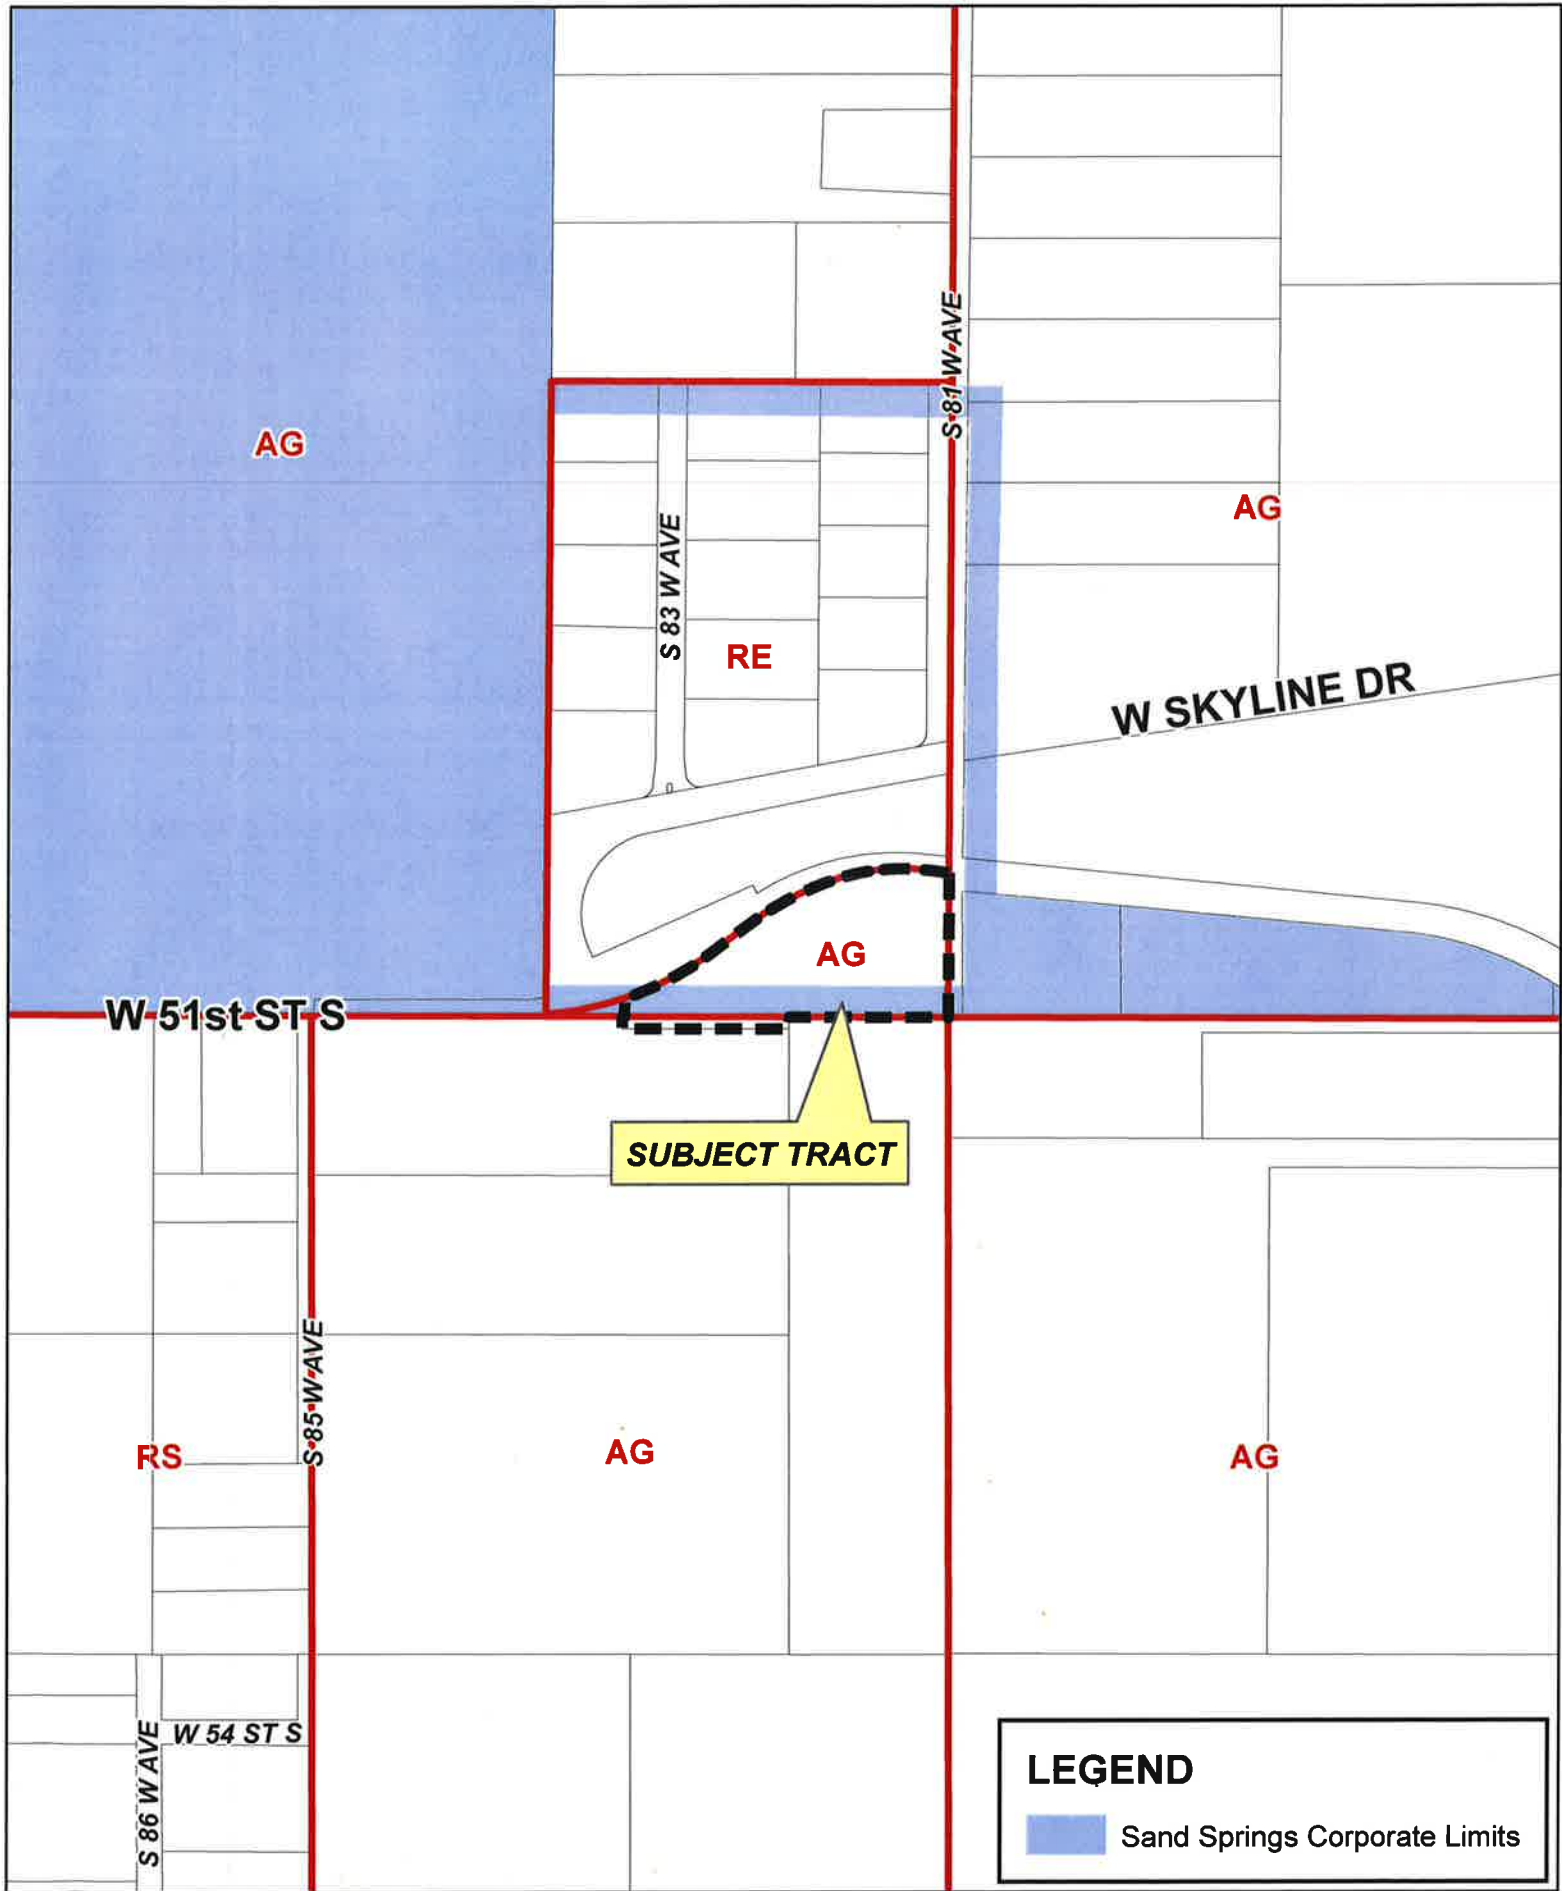 S 81 W AVE
AG
AG
S 83 W AVE
RE
W SKYLINE DR
AG
W 51st ST S
SUBJECT TRACT
S 85 W AVE
RS
AG
AG
W 54 ST S
S 86 W AVE
LEGEND
Sand Springs Corporate Limits